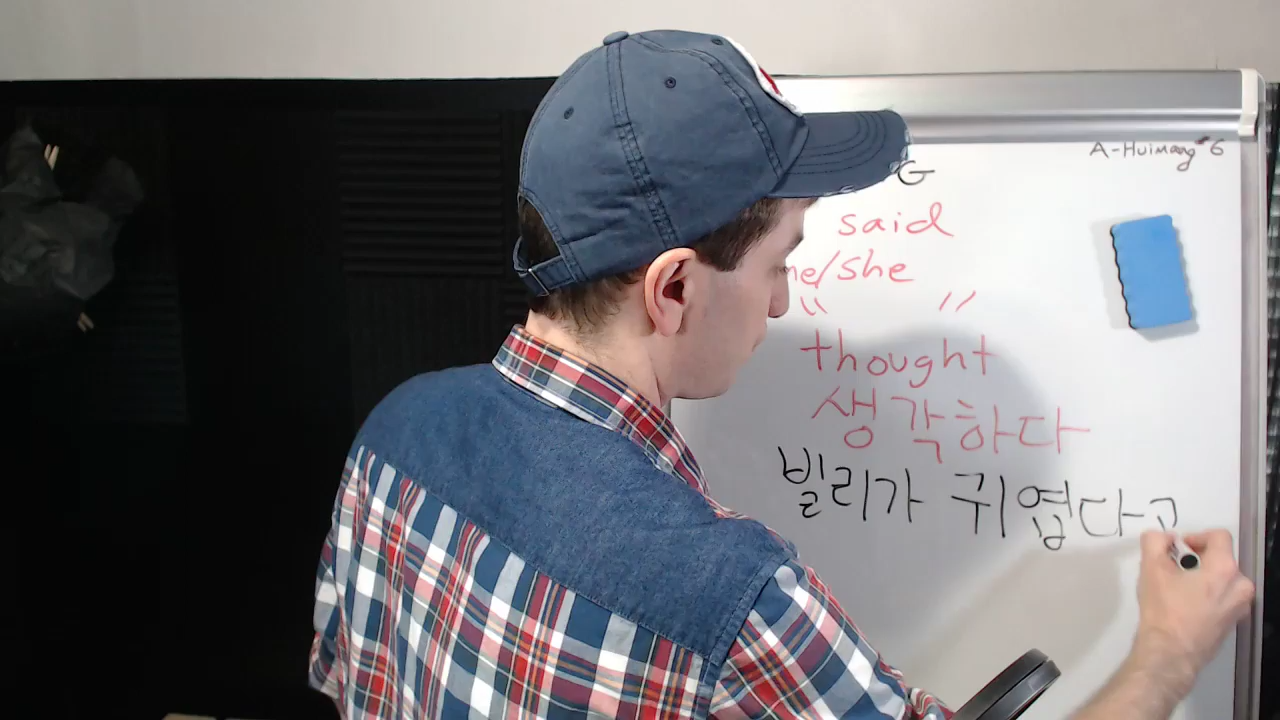 A-Huimang #6
G
said
he/she
" "
thought
생각하다
빌리가 귀엽다고